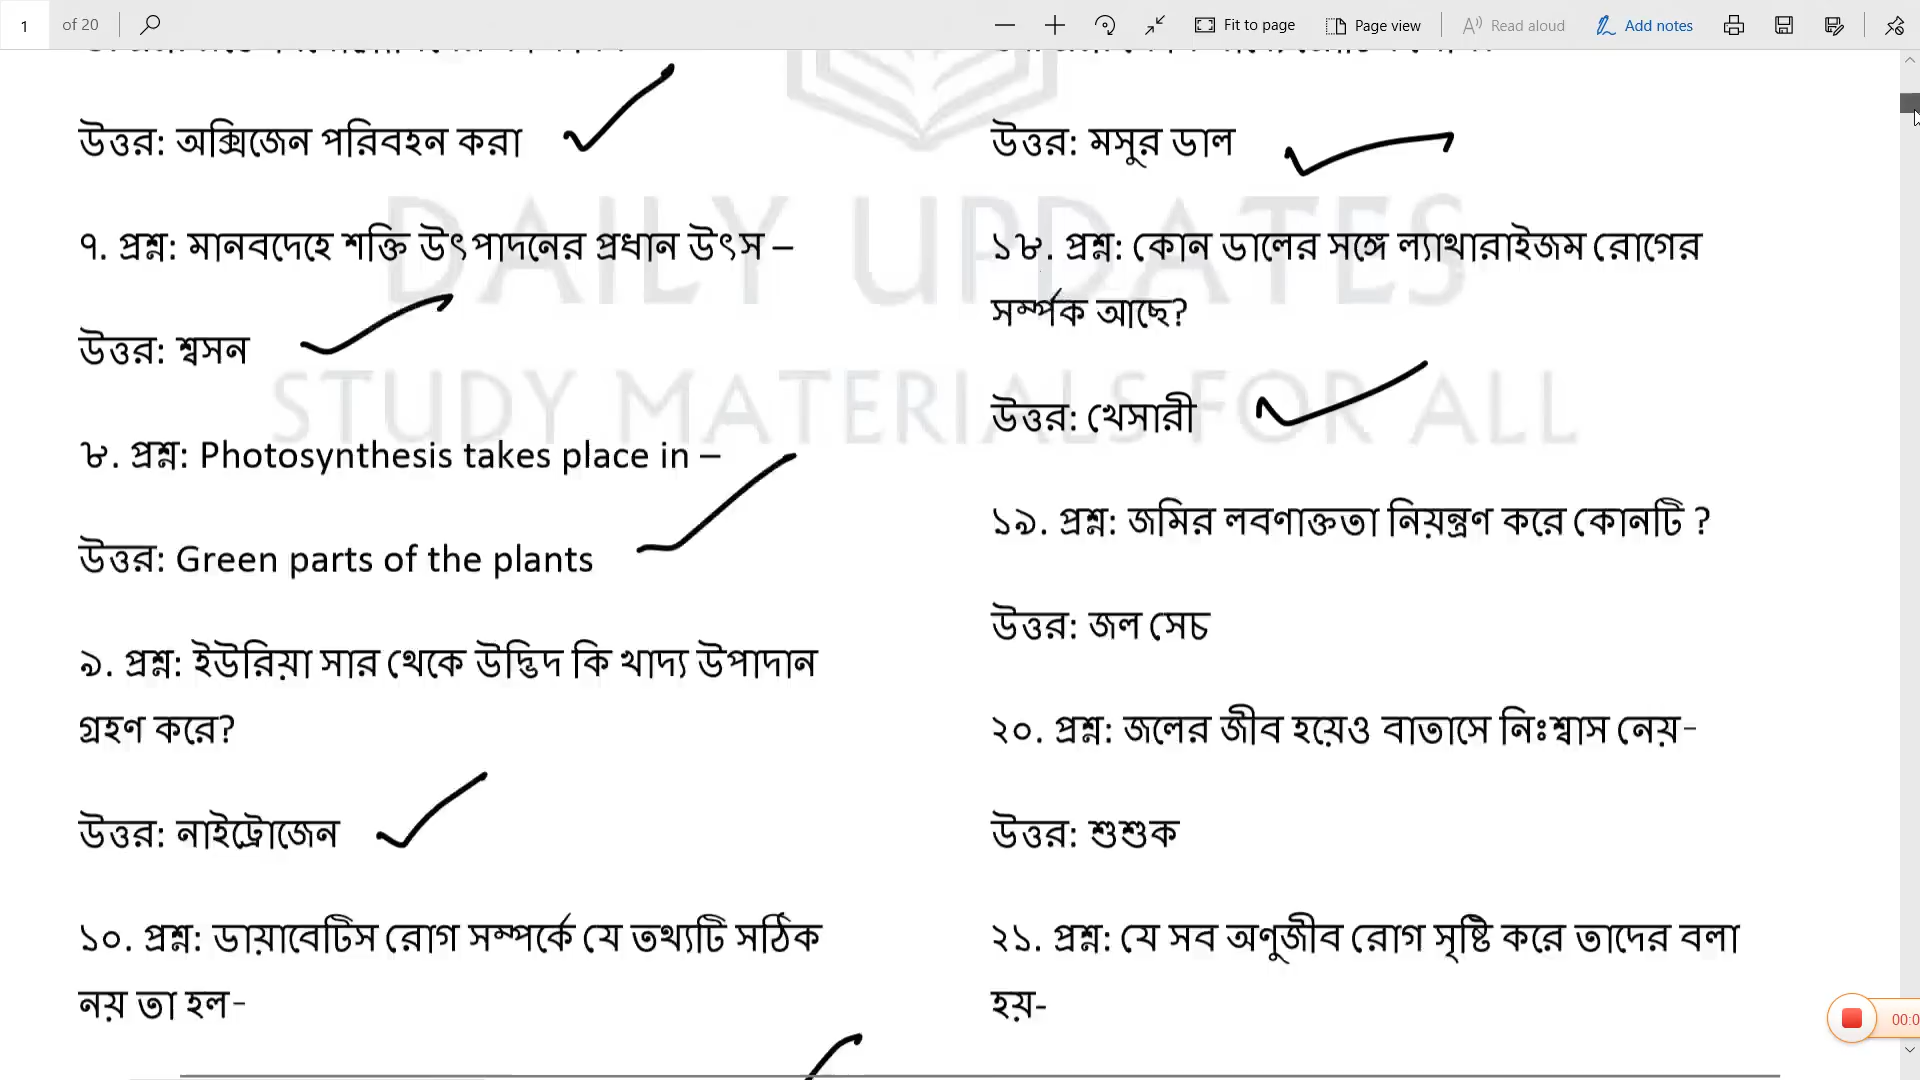 1 of 20
Fit to page
Page view
Read aloud
Add notes
উত্তর: অক্সিজেন পরিবহন করা
৭. প্রশ্ন: মানবদেহে শক্তি উৎপাদনের প্রধান উৎস –
উত্তর: শ্বসন
৮. প্রশ্ন: Photosynthesis takes place in –
উত্তর: Green parts of the plants
৯. প্রশ্ন: ইউরিয়া সার থেকে উদ্ভিদ কি খাদ্য উপাদান
গ্রহণ করে?
উত্তর: নাইট্রোজেন
১০. প্রশ্ন: ডায়াবেটিস রোগ সম্পর্কে যে তথ্যটি সঠিক
নয় তা হল-
উত্তর: মসুর ডাল
১৮. প্রশ্ন: কোন ডালের সঙ্গে ল্যাথারাইজম রোগের
সর্ম্পক আছে?
উত্তর: খেসারী
১৯. প্রশ্ন: জমির লবণাক্ততা নিয়ন্ত্রণ করে কোনটি ?
উত্তর: জল সেচ
২০. প্রশ্ন: জলের জীব হয়েও বাতাসে নিঃশ্বাস নেয়-
উত্তর: শুশুক
২১. প্রশ্ন: যে সব অণুজীব রোগ সৃষ্টি করে তাদের বলা
হয়-
DAILY UPDATES
STUDY MATERIALS FOR ALL
00:0